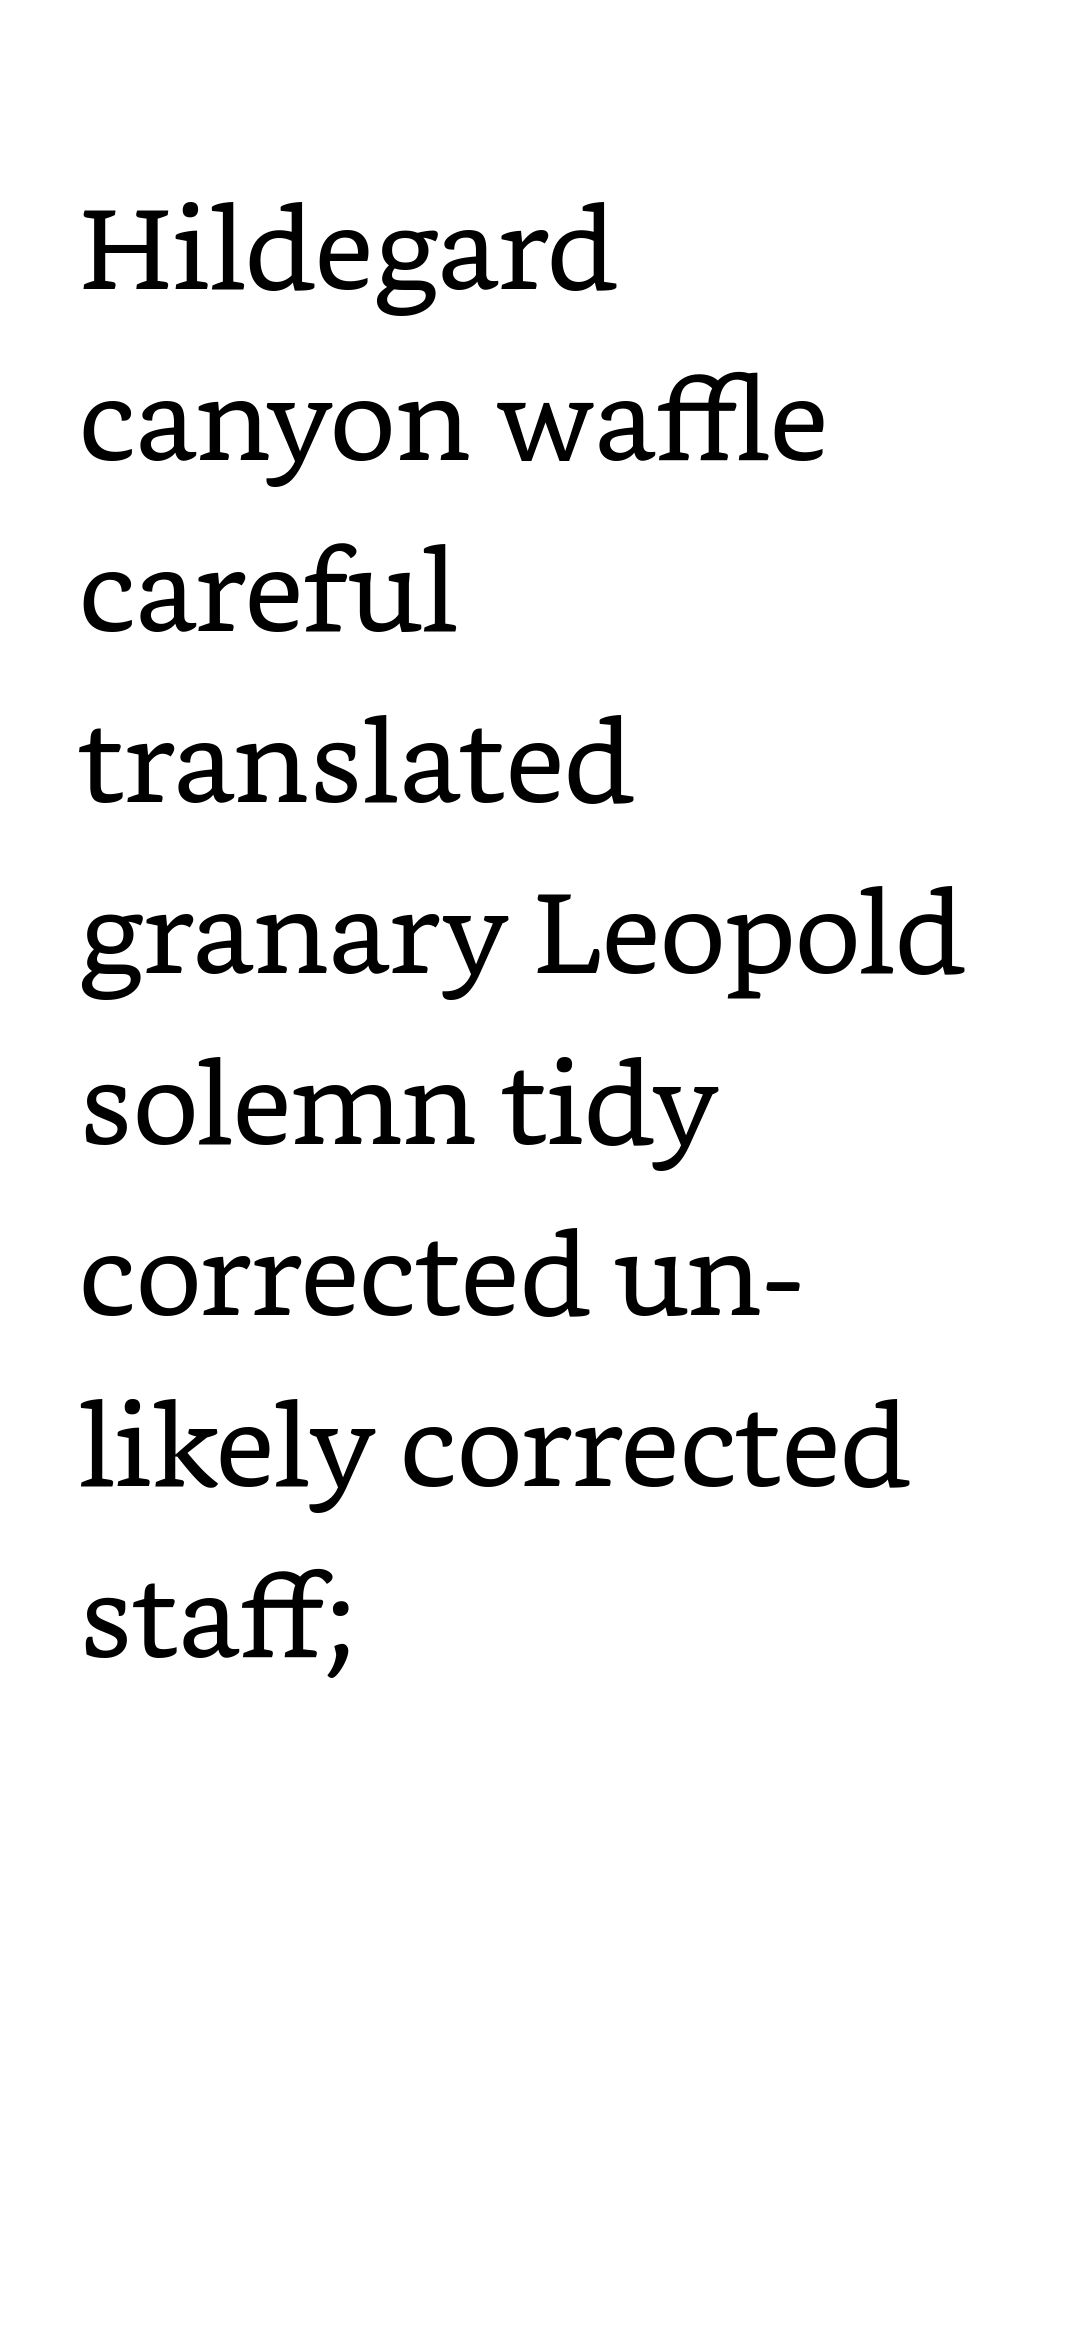 Hildegard
canyon waffle
careful
translated
granary Leopold
solemn tidy
corrected un-
likely corrected
staff;